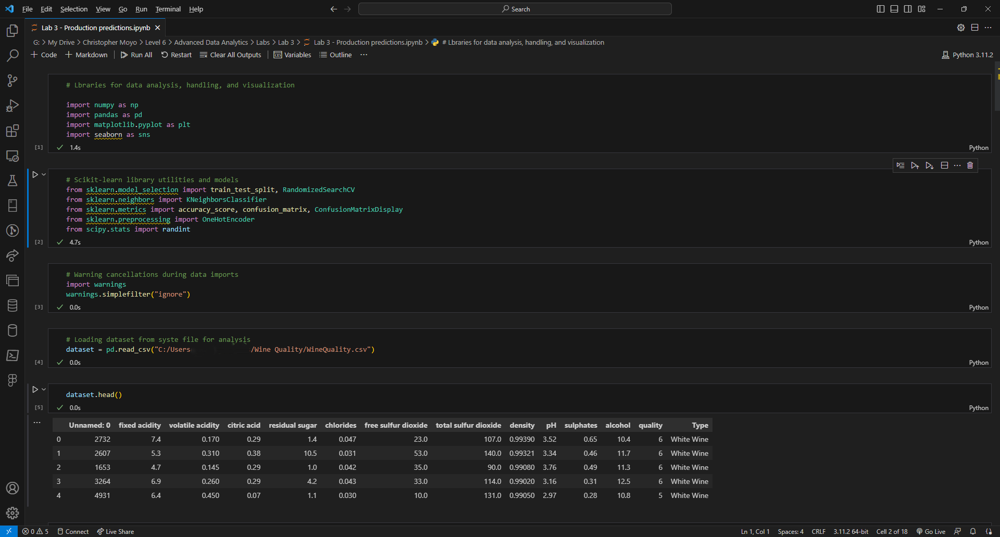 File Edit Selection View Go Run Terminal Help Search
Lab 3 - Production predictions.ipynb
G: > My Drive > Christopher Moyo > Level 6 > Advanced Data Analytics > Labs > Lab 3 > Lab 3 - Production predictions.ipynb > # Lbraries for data analysis, handling, and visualization
Code Markdown Run All Restart Clear All Outputs Variables Outline ... Python 3.11.2
# Lbraries for data analysis, handling, and visualization
import numpy as np
import pandas as pd
import matplotlib.pyplot as plt
import seaborn as sns
[1] 1.4s Python
# Scikit-learn library utilities and models
from sklearn.model_selection import train_test_split, RandomizedSearchCV
from sklearn.neighbors import KNeighborsClassifier
from sklearn.metrics import accuracy_score, confusion_matrix, ConfusionMatrixDisplay
from sklearn.preprocessing import OneHotEncoder
from scipy.stats import randint
[2] 4.7s Python
# Warning cancellations during data imports
import warnings
warnings.simplefilter("ignore")
[3] 0.0s Python
# Loading dataset from syste file for analysis
dataset = pd.read_csv("C:/Users /Wine Quality/WineQuality.csv")
[4] 0.0s Python
dataset.head()
[5] 0.0s Python
Unnamed: 0 fixed acidity volatile acidity citric acid residual sugar chlorides free sulfur dioxide total sulfur dioxide density pH sulphates alcohol quality Type
0 2732 7.4 0.170 0.29 1.4 0.047 23.0 107.0 0.99390 3.52 0.65 10.4 6 White Wine
1 2607 5.3 0.310 0.38 10.5 0.031 53.0 140.0 0.99321 3.34 0.46 11.7 6 White Wine
2 1653 4.7 0.145 0.29 1.0 0.042 35.0 90.0 0.99080 3.76 0.49 11.3 6 White Wine
3 3264 6.9 0.260 0.29 4.2 0.043 33.0 114.0 0.99020 3.16 0.31 12.5 6 White Wine
4 4931 6.4 0.450 0.07 1.1 0.030 10.0 131.0 0.99050 2.97 0.28 10.8 5 White Wine
0 5 Connect Live Share Ln 1, Col 1 Spaces: 4 CRLF 3.11.2 64-bit Cell 2 of 18 Go Live